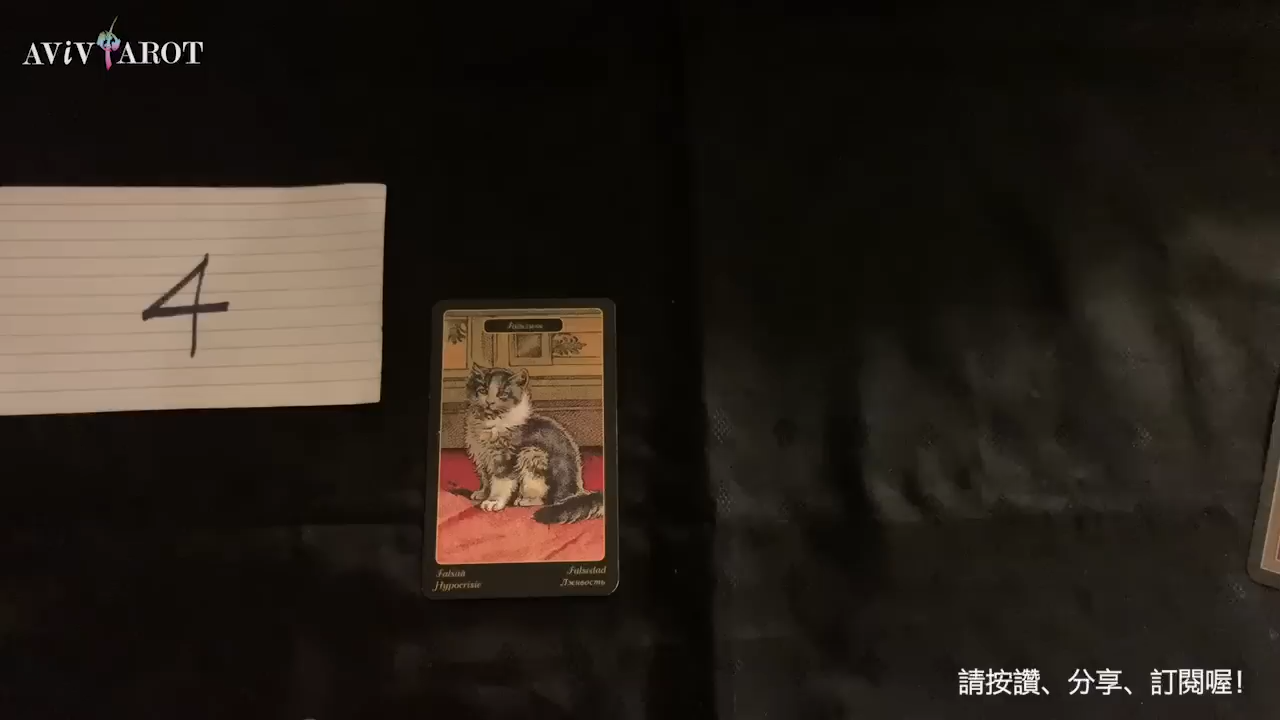 AViVTAROT
4
Falsità
Hypocrisie
Falsedad
Лживость
請按讚、分享、訂閱喔!